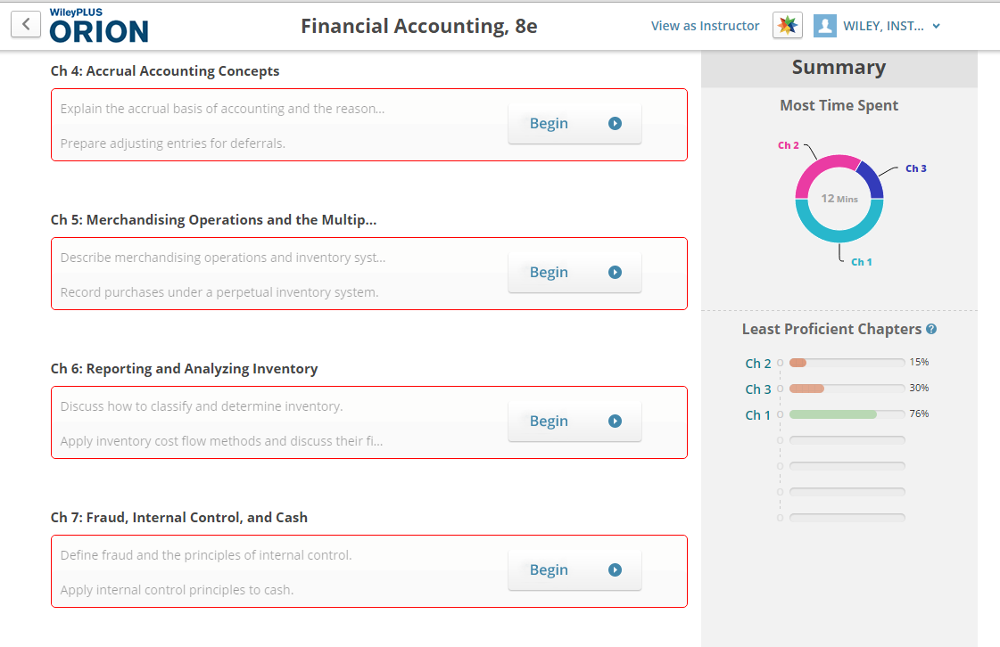 WileyPLUS
ORION
Financial Accounting, 8e
View as Instructor
WILEY, INST...
Ch 4: Accrual Accounting Concepts
Explain the accrual basis of accounting and the reason...
Prepare adjusting entries for deferrals.
Begin
Ch 5: Merchandising Operations and the Multip...
Describe merchandising operations and inventory syst...
Record purchases under a perpetual inventory system.
Begin
Ch 6: Reporting and Analyzing Inventory
Discuss how to classify and determine inventory.
Apply inventory cost flow methods and discuss their fi...
Begin
Ch 7: Fraud, Internal Control, and Cash
Define fraud and the principles of internal control.
Apply internal control principles to cash.
Begin
Summary
Most Time Spent
Ch 2
Ch 3
12 Mins
Ch 1
Least Proficient Chapters ?
Ch 2 15%
Ch 3 30%
Ch 1 76%